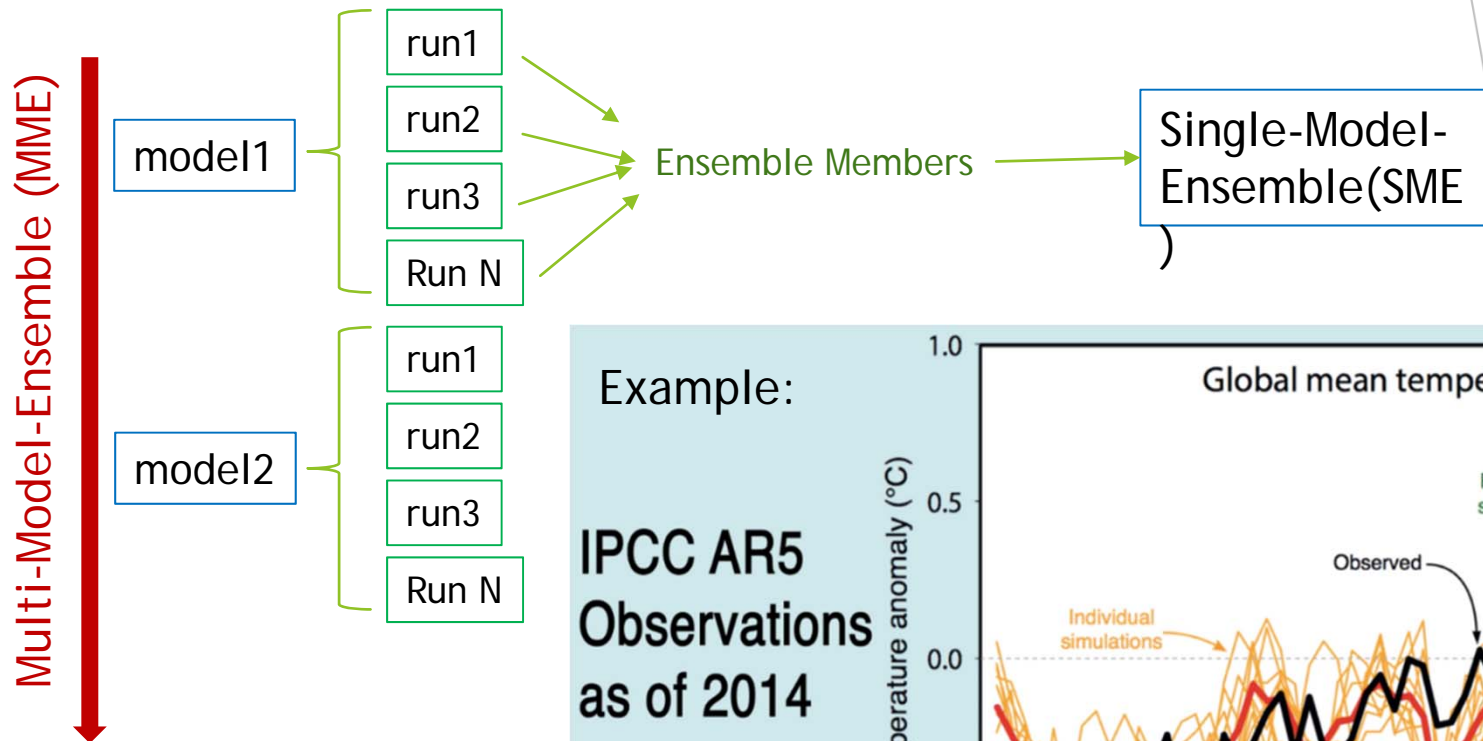 Multi-Model-Ensemble (MME)
model1
run1
run2
run3
Run N
Ensemble Members
Single-Model-
Ensemble(SME
)
model2
run1
run2
run3
Run N
Example:
IPCC AR5
Observations
as of 2014
1.0
0.5
0.0
perature anomaly (°C)
Global mean tempe
Individual
simulations
Observed